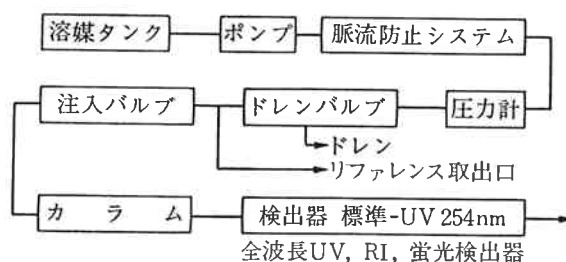 溶媒タンク ポンプ 脈流防止システム
注入バルブ ドレンバルブ 圧力計
ドレン
リファレンス取出口
カラム 検出器 標準-UV 254nm
全波長UV, RI, 蛍光検出器